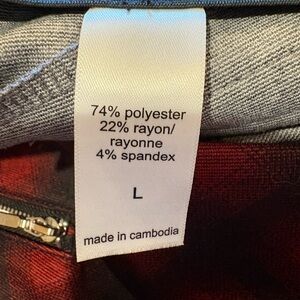 74% polyester
22% rayon/
rayonne
4% spandex
L
made in cambodia